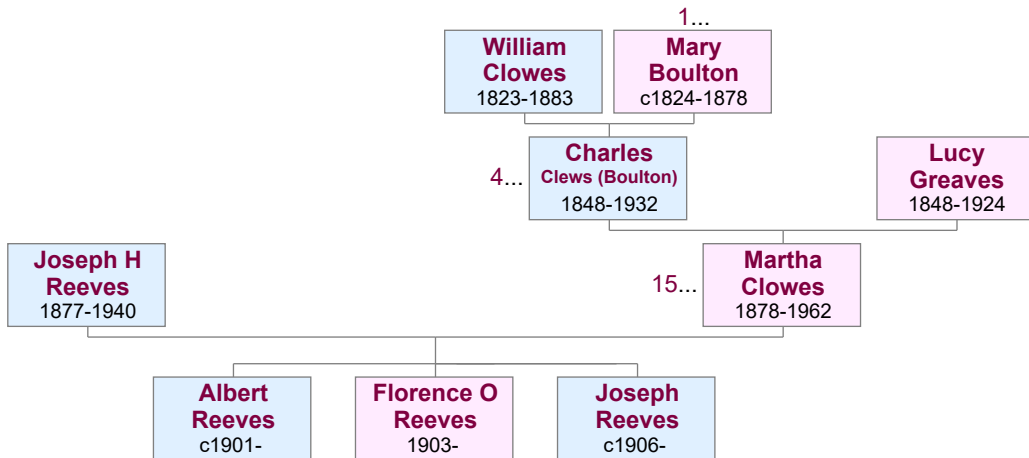 1...
William
Clowes
1823-1883
Mary
Boulton
c1824-1878
4...
Charles
Clews (Boulton)
1848-1932
Lucy
Greaves
1848-1924
Joseph H
Reeves
1877-1940
15...
Martha
Clowes
1878-1962
Albert
Reeves
c1901-
Florence O
Reeves
1903-
Joseph
Reeves
c1906-